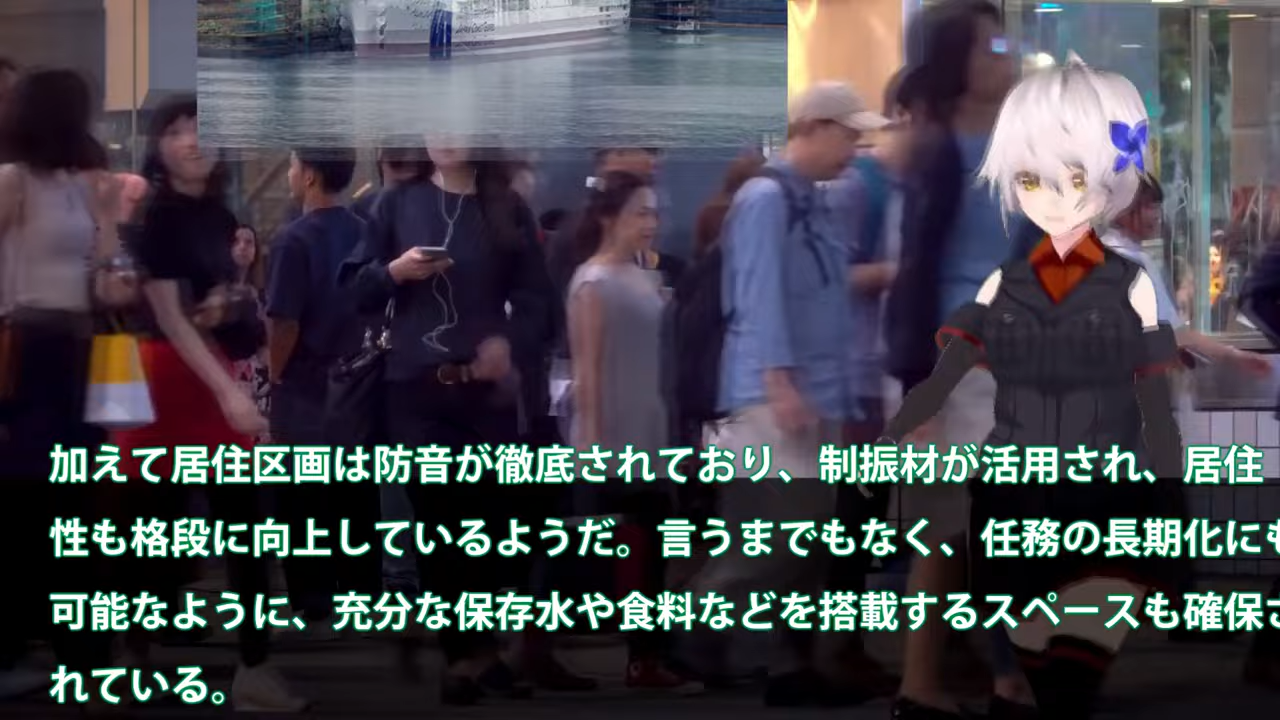 加えて居住区画は防音が徹底されており、制振材が活用され、居住
性も格段に向上しているようだ。言うまでもなく、任務の長期化にも
可能なように、充分な保存水や食料などを搭載するスペースも確保さ
れている。